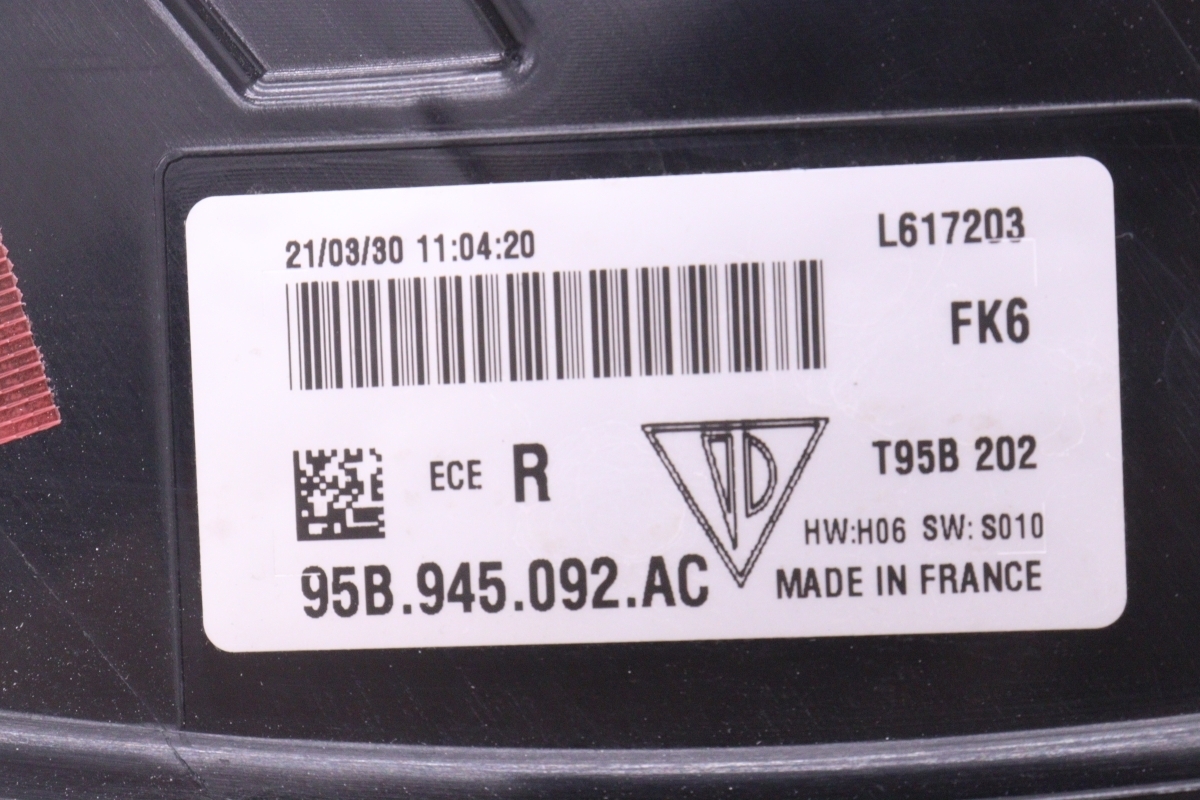 21/03/30 11:04:20
L617203
FK6
ECE R
T95B 202
HW:H06 SW: S010
95B.945.092.AC
MADE IN FRANCE